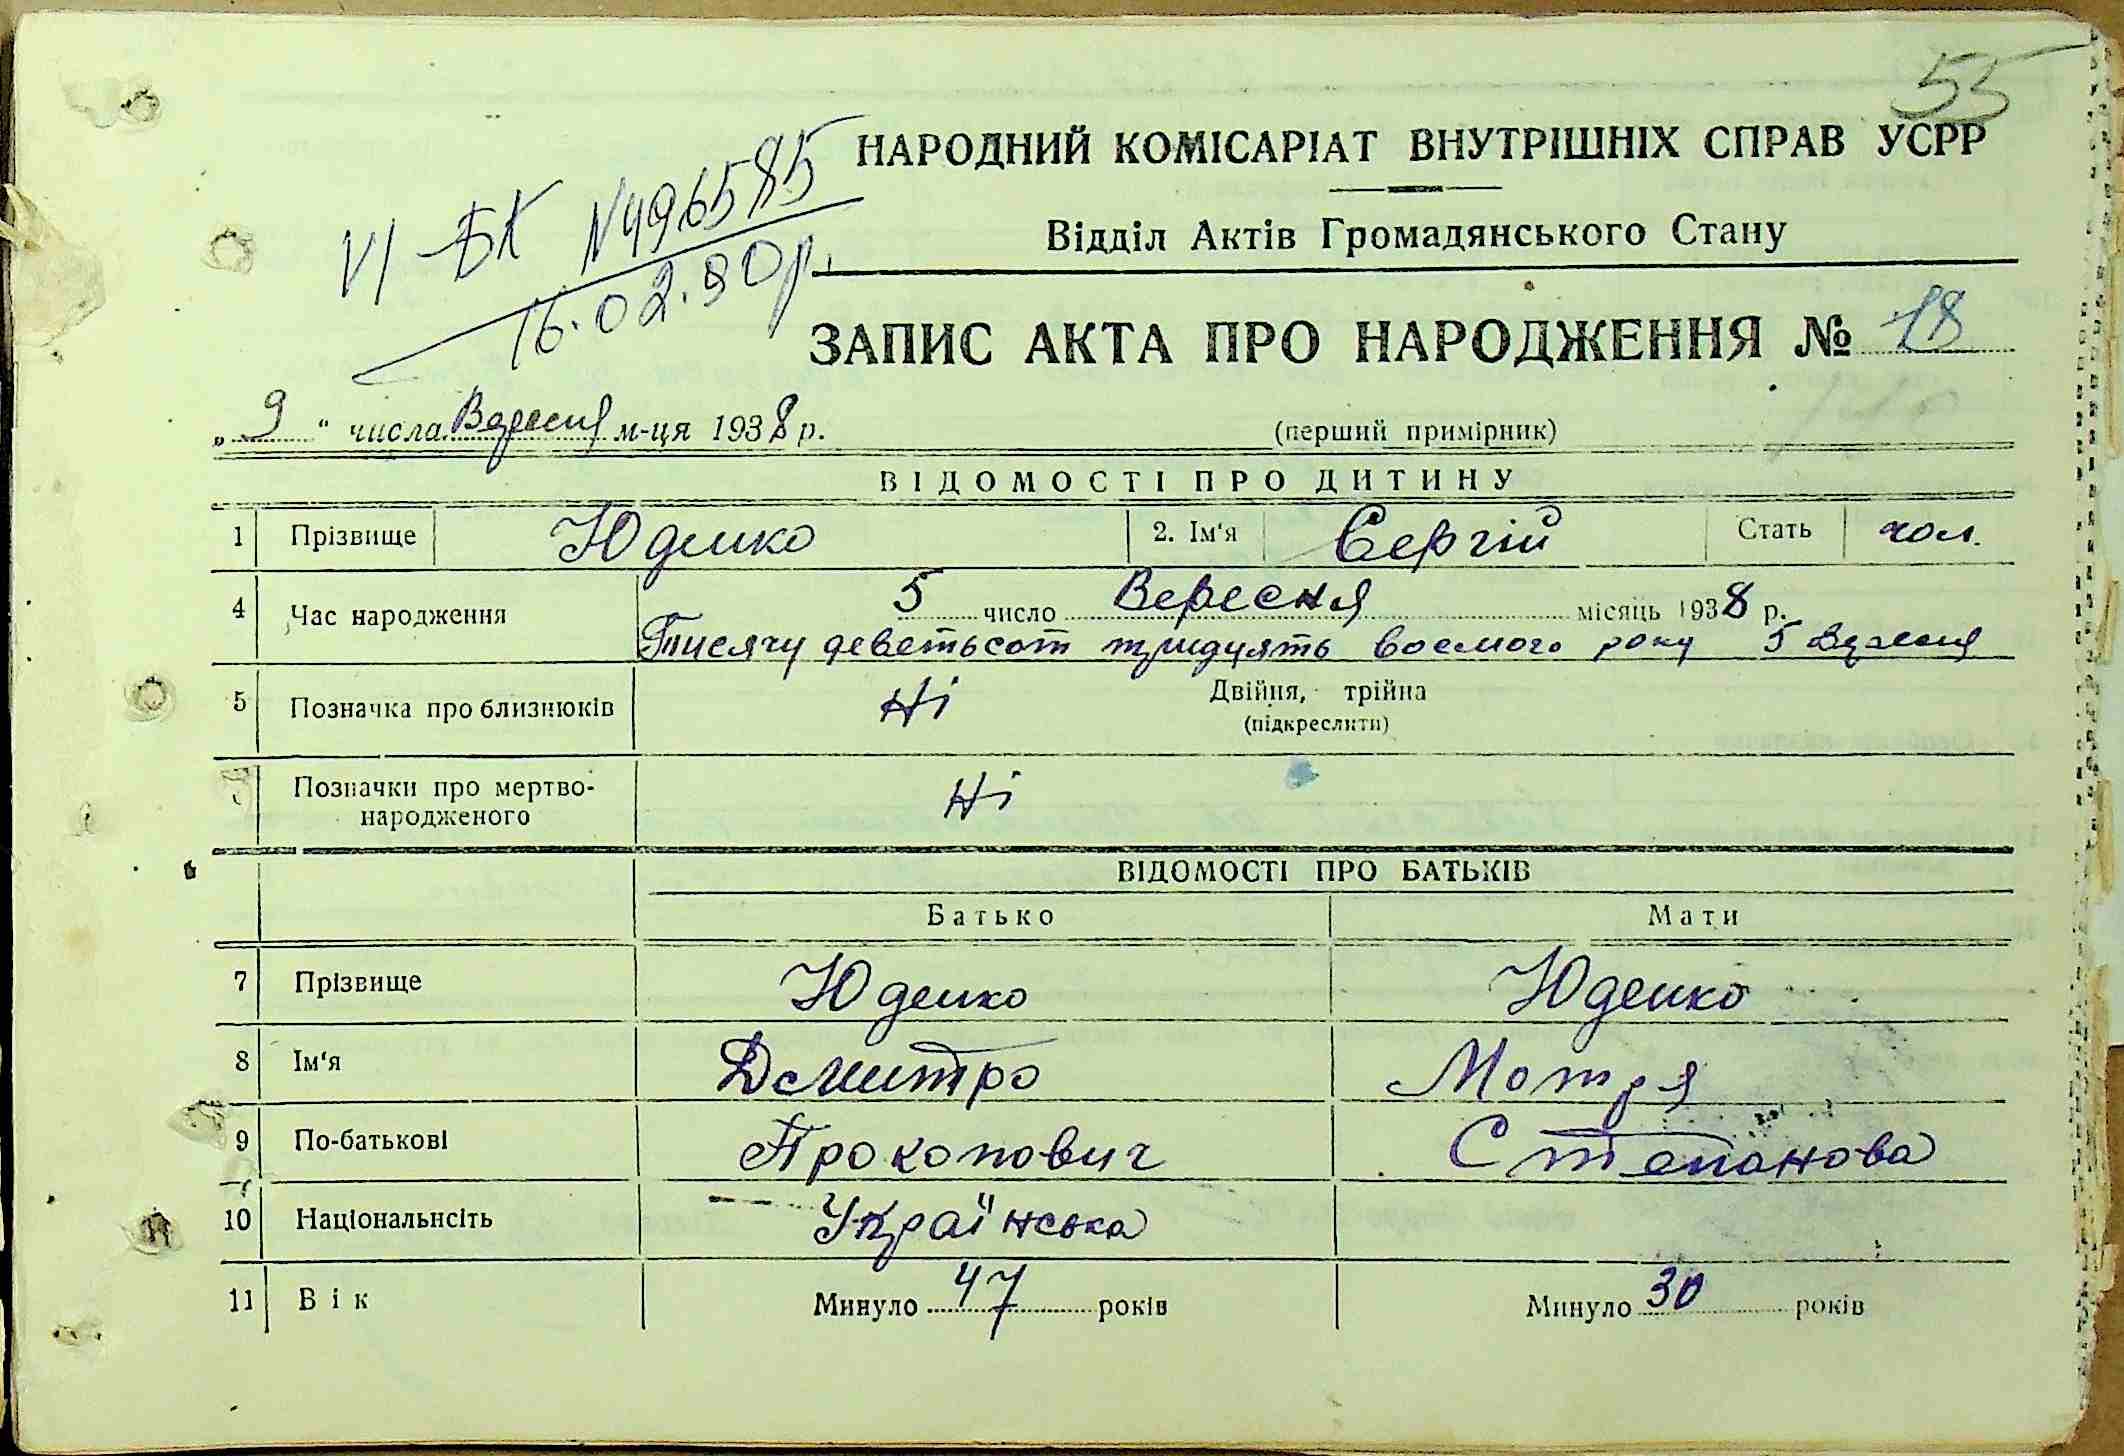 55
НАРОДНИЙ КОМІСАРІАТ ВНУТРІШНІХ СПРАВ УСРР
VI-БК N496585
16.02.90р.
Відділ Актів Громадянського Стану
ЗАПИС АКТА ПРО НАРОДЖЕННЯ № 18
„ 9 “ числа Вересня м-ця 1938 р. (перший примірник)
ВІДОМОСТІ ПРО ДИТИНУ
1 Прізвище Юденко 2. Ім'я Сергій Стать чол.
4 Час народження 5 число Вересня місяць 1938 р.
Тисячу деветьсот тридцять восьмого року 5 Вересня
5 Позначка про близнюків Ні Двійня, трійна
(підкреслити)
Позначки про мертво-
народженого Ні
ВІДОМОСТІ ПРО БАТЬКІВ
Батько Мати
7 Прізвище Юденко Юденко
8 Ім'я Дмитро Мотря
9 По-батькові Прокопович Степанова
10 Національнсіть Українська
11 Вік Минуло 47 років Минуло 30 років